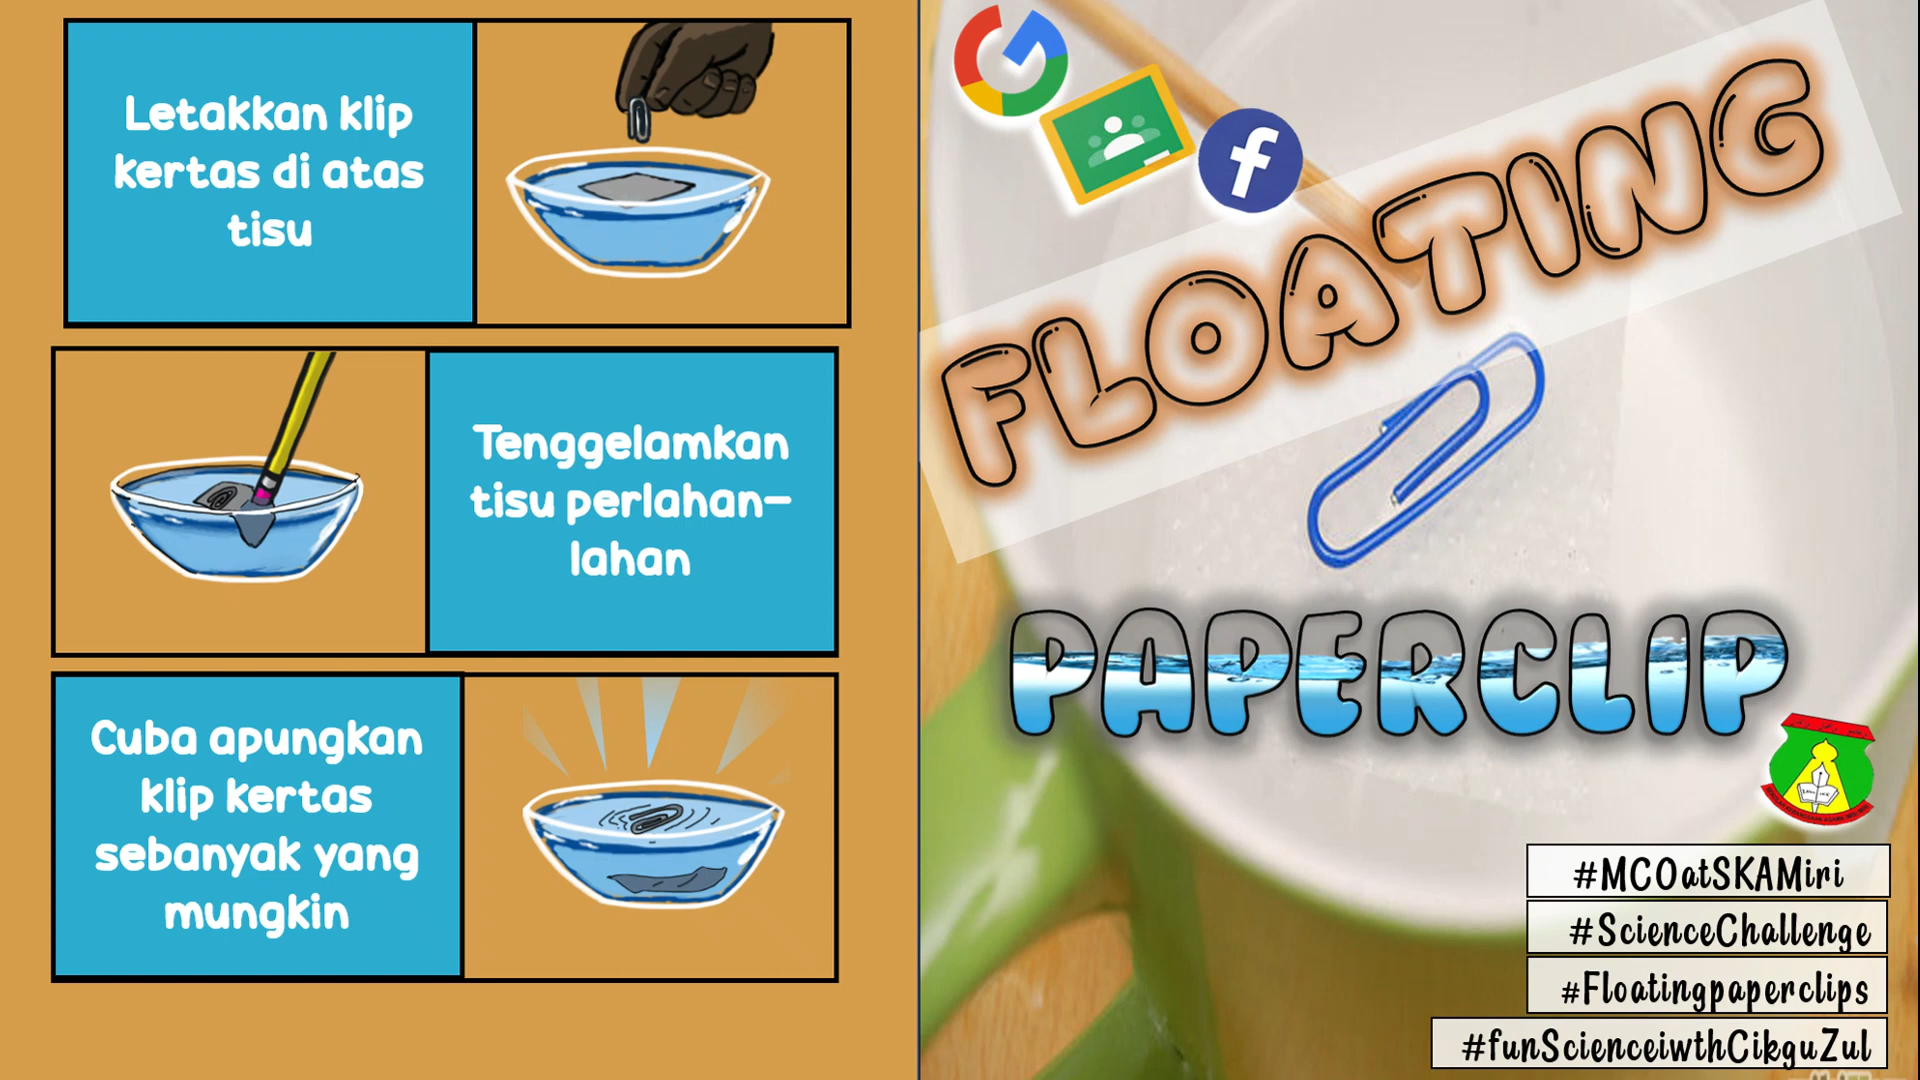 Letakkan klip
kertas di atas
tisu
Tenggelamkan
tisu perlahan-
lahan
Cuba apungkan
klip kertas
sebanyak yang
mungkin
FLOATING
PAPERCLIP
#MCOatSKAMiri
#ScienceChallenge
#Floatingpaperclips
#funScienceiwthCikguZul